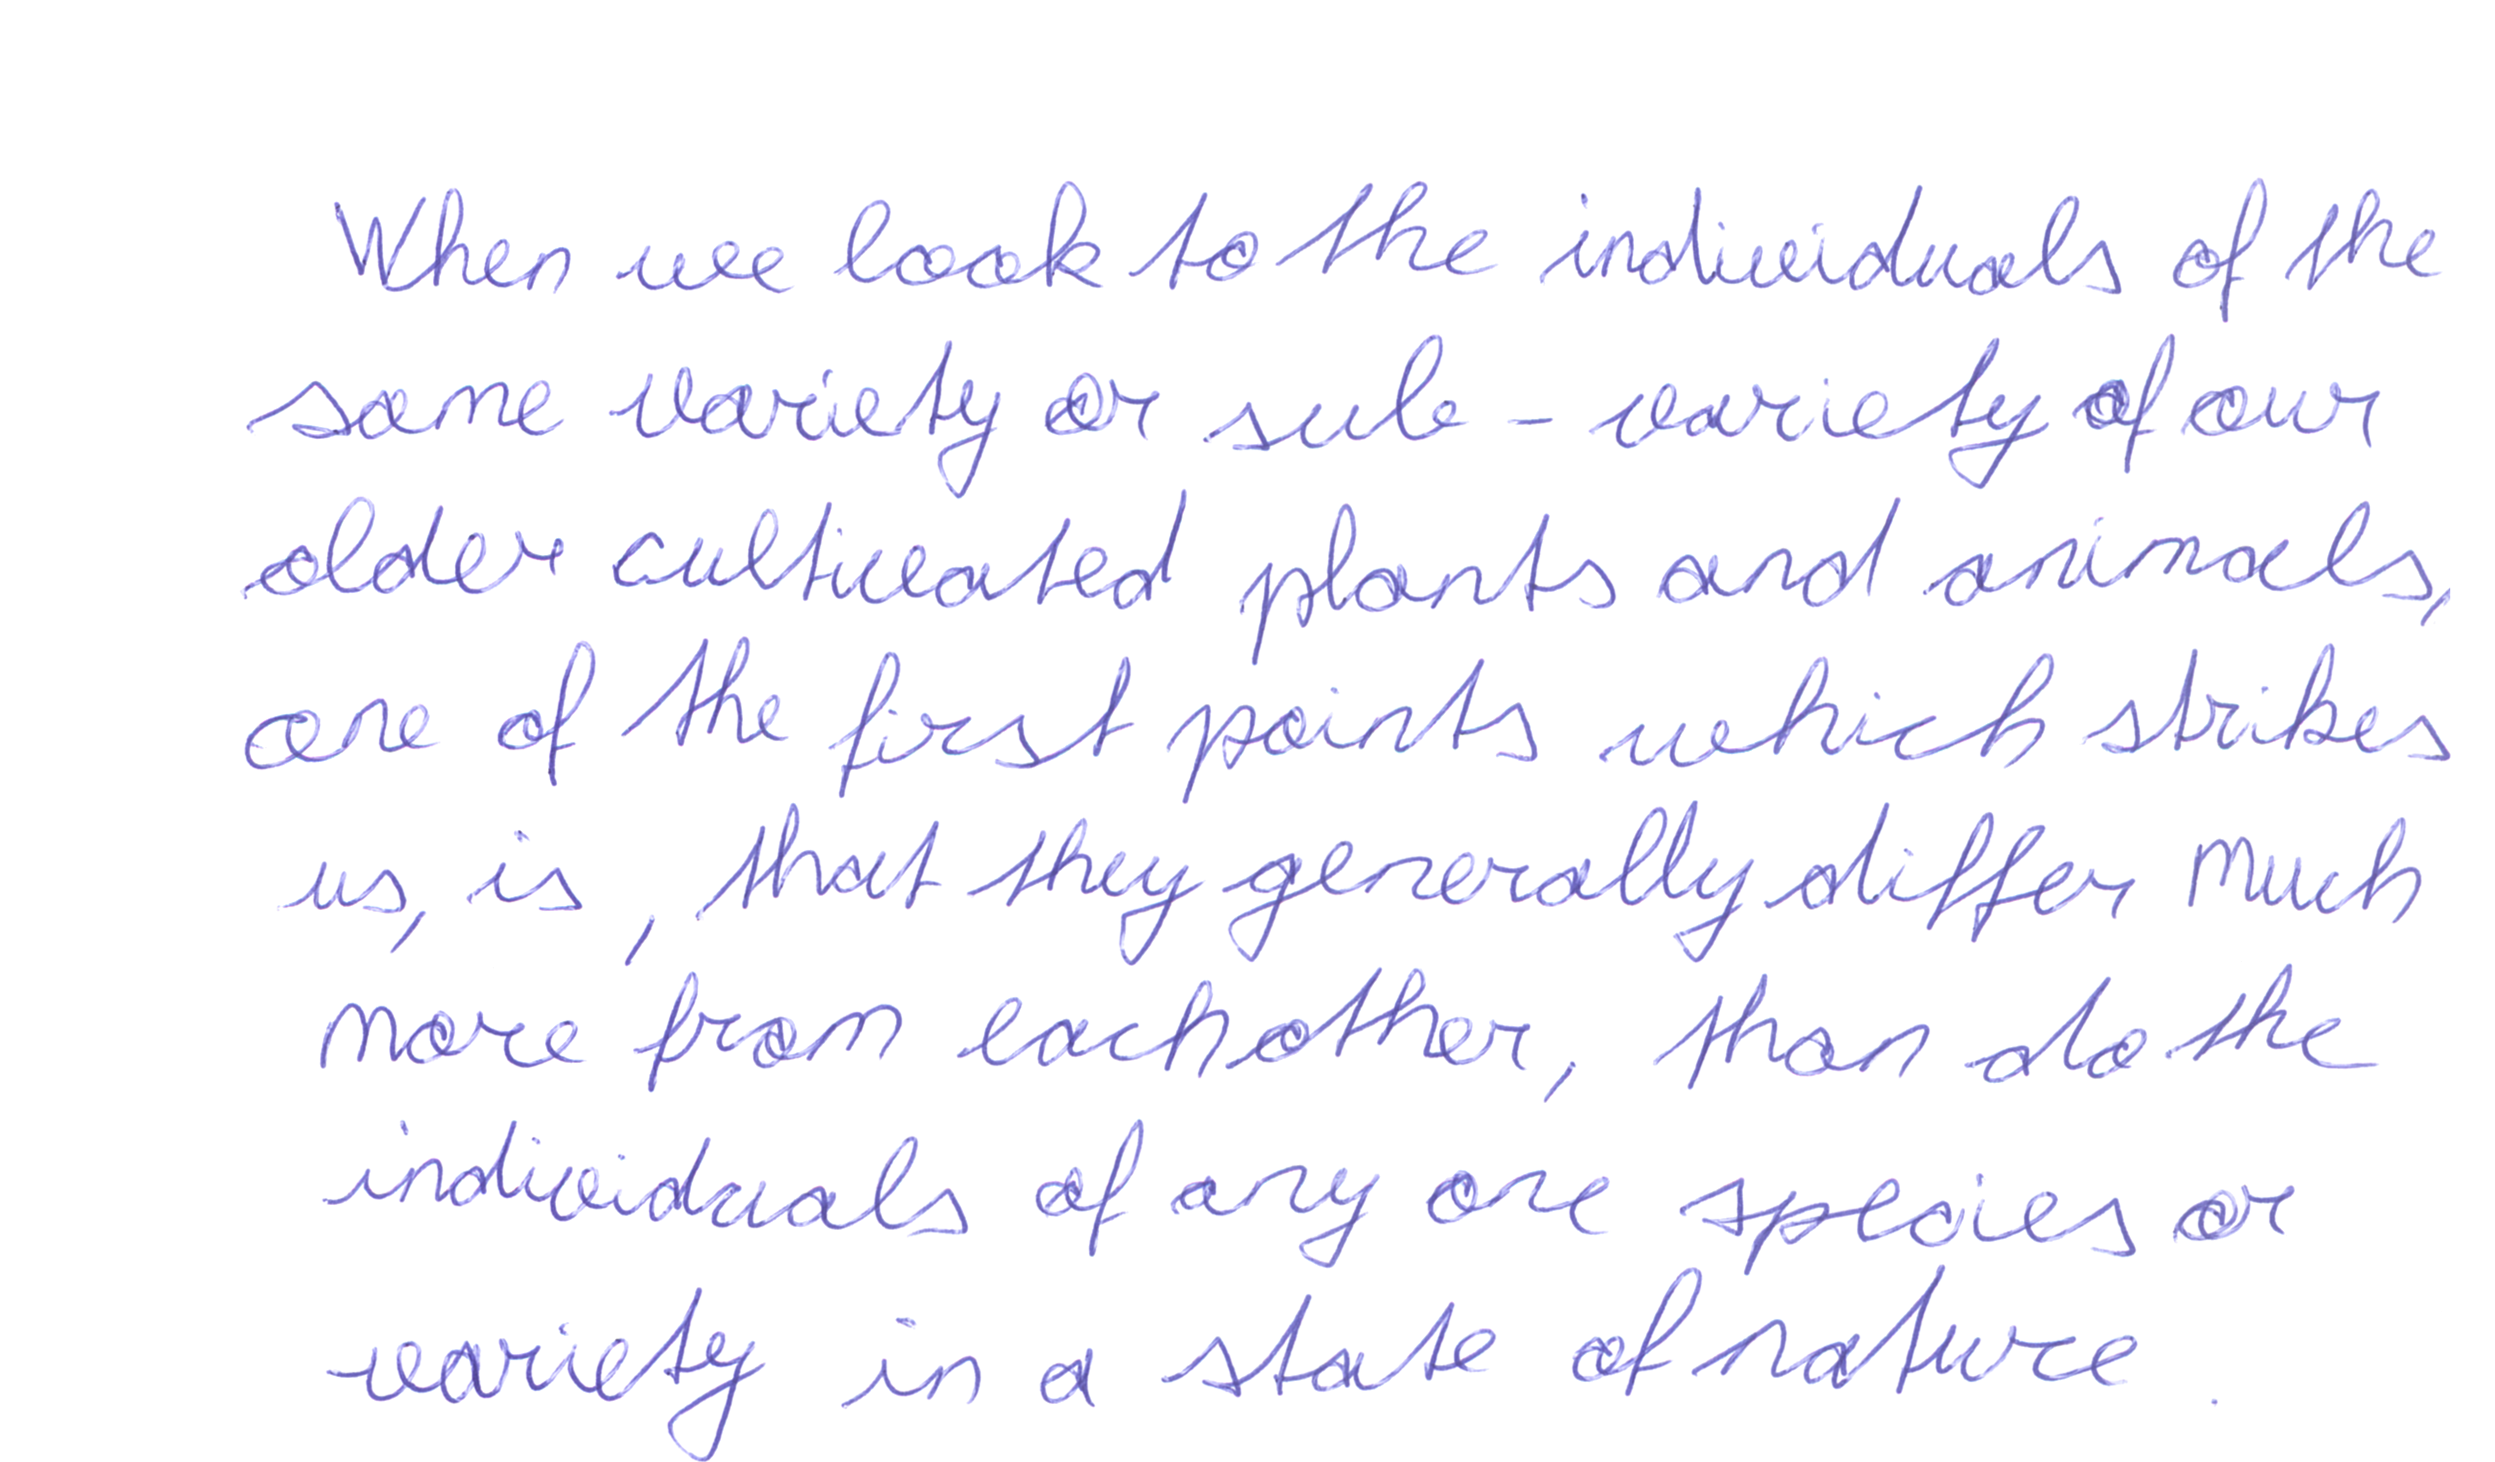 When we look to the individuals of the
same variety or sub-variety of our
older cultivated plants and animals,
one of the first points which strikes
us, is, that they generally differ much
more from each other, than do the
individuals of any one species or
variety in a state of nature.